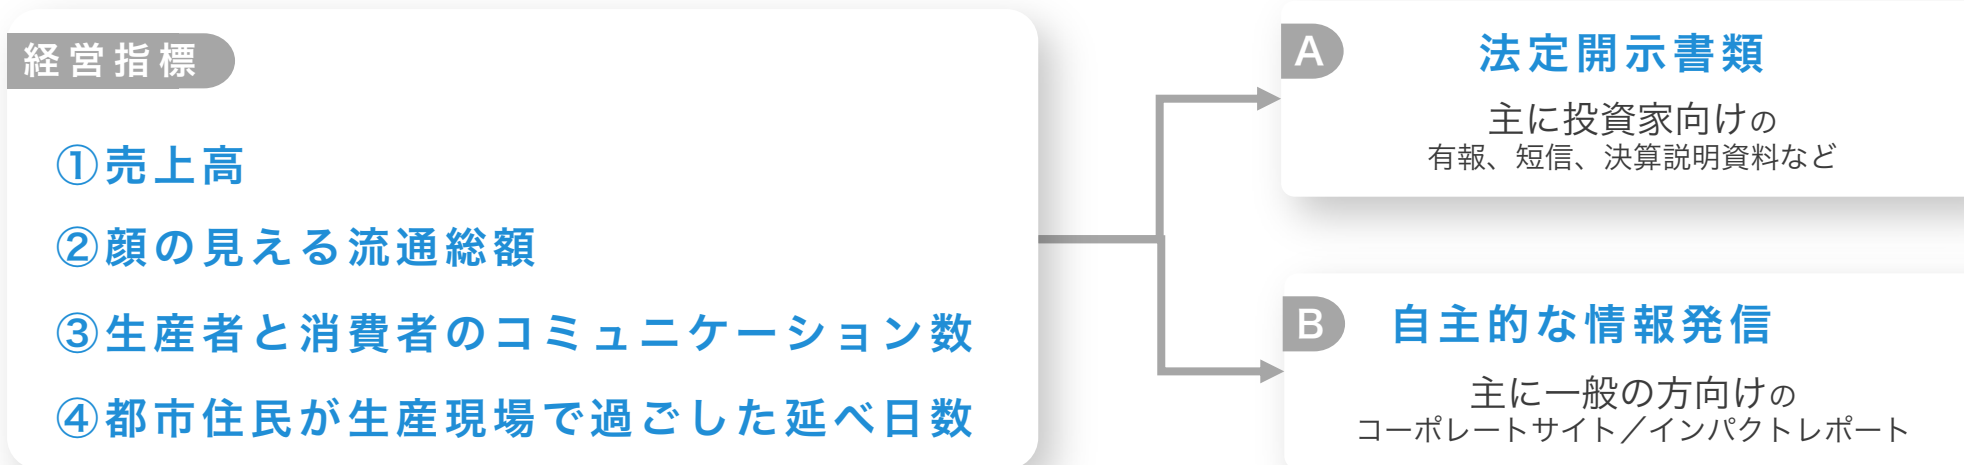 経営指標
①売上高
②顔の見える流通総額
③生産者と消費者のコミュニケーション数
④都市住民が生産現場で過ごした延べ日数
A
法定開示書類
主に投資家向けの
有報、短信、決算説明資料など
B
自主的な情報発信
主に一般の方向けの
コーポレートサイト／インパクトレポート